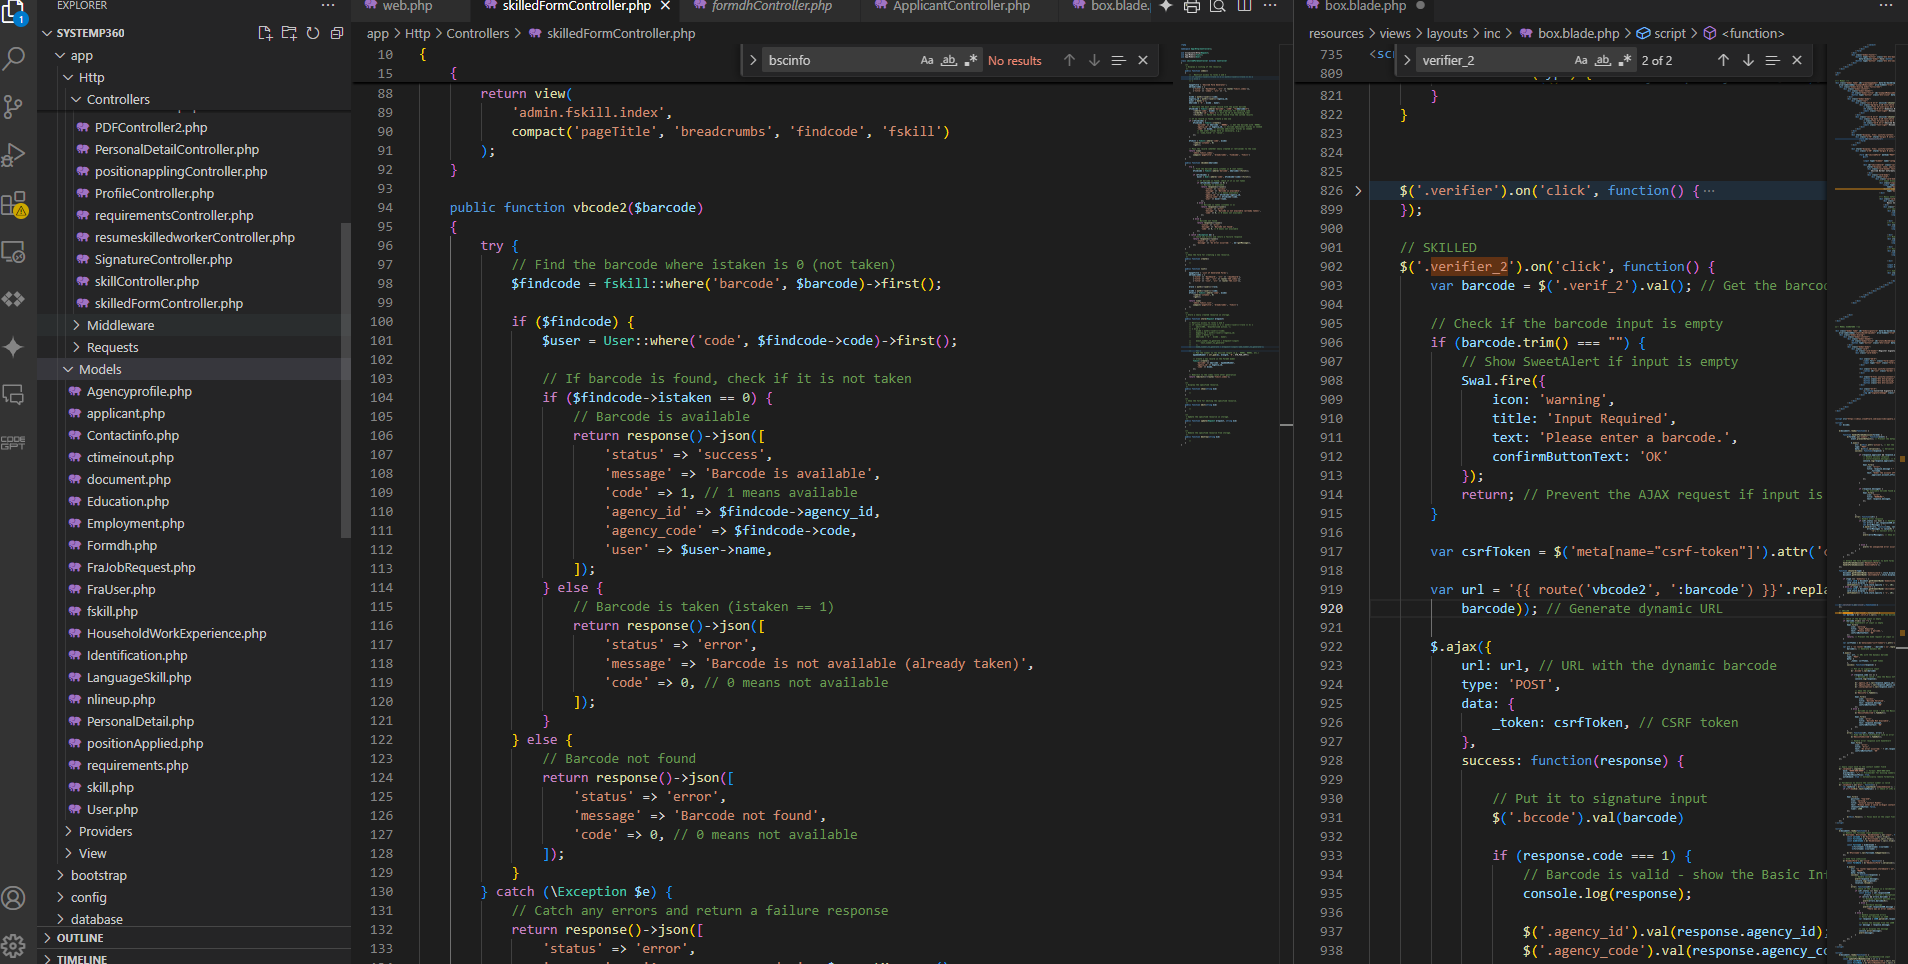 EXPLORER
SYSTEMP360
app
Http
Controllers
PDFController2.php
PersonalDetailController.php
positionapplingController.php
ProfileController.php
requirementsController.php
resumeskilledworkerController.php
SignatureController.php
skillController.php
skilledFormController.php
Middleware
Requests
Models
Agencyprofile.php
applicant.php
Contactinfo.php
ctimeinout.php
document.php
Education.php
Employment.php
Formdh.php
FraJobRequest.php
FraUser.php
fskill.php
HouseholdWorkExperience.php
Identification.php
LanguageSkill.php
nlineup.php
PersonalDetail.php
positionApplied.php
requirements.php
skill.php
User.php
Providers
View
bootstrap
config
database
OUTLINE
TIMELINE
1
CODE GPT
web.php
skilledFormController.php
formdhController.php
ApplicantController.php
box.blade.
app > Http > Controllers > skilledFormController.php
bscinfo Aa ab No results
10 {
15 {
88 return view(
89 'admin.fskill.index',
90 compact('pageTitle', 'breadcrumbs', 'findcode', 'fskill')
91 );
92 }
93
94 public function vbcode2($barcode)
95 {
96 try {
97 // Find the barcode where istaken is 0 (not taken)
98 $findcode = fskill::where('barcode', $barcode)->first();
99
100 if ($findcode) {
101 $user = User::where('code', $findcode->code)->first();
102
103 // If barcode is found, check if it is not taken
104 if ($findcode->istaken == 0) {
105 // Barcode is available
106 return response()->json([
107 'status' => 'success',
108 'message' => 'Barcode is available',
109 'code' => 1, // 1 means available
110 'agency_id' => $findcode->agency_id,
111 'agency_code' => $findcode->code,
112 'user' => $user->name,
113 ]);
114 } else {
115 // Barcode is taken (istaken == 1)
116 return response()->json([
117 'status' => 'error',
118 'message' => 'Barcode is not available (already taken)',
119 'code' => 0, // 0 means not available
120 ]);
121 }
122 } else {
123 // Barcode not found
124 return response()->json([
125 'status' => 'error',
126 'message' => 'Barcode not found',
127 'code' => 0, // 0 means not available
128 ]);
129 }
130 } catch (\Exception $e) {
131 // Catch any errors and return a failure response
132 return response()->json([
133 'status' => 'error',
box.blade.php
resources > views > layouts > inc > box.blade.php > script > <function>
verifier_2 Aa ab 2 of 2
735 <sc
809
821 }
822 }
823
824
825
826 $('.verifier').on('click', function() { ...
899 });
900
901 // SKILLED
902 $('.verifier_2').on('click', function() {
903 var barcode = $('.verif_2').val(); // Get the barcod
904
905 // Check if the barcode input is empty
906 if (barcode.trim() === "") {
907 // Show SweetAlert if input is empty
908 Swal.fire({
909 icon: 'warning',
910 title: 'Input Required',
911 text: 'Please enter a barcode.',
912 confirmButtonText: 'OK'
913 });
914 return; // Prevent the AJAX request if input is
915 }
916
917 var csrfToken = $('meta[name="csrf-token"]').attr('c
918
919 var url = '{{ route('vbcode2', ':barcode') }}'.repla
920 barcode)); // Generate dynamic URL
921
922 $.ajax({
923 url: url, // URL with the dynamic barcode
924 type: 'POST',
925 data: {
926 _token: csrfToken, // CSRF token
927 },
928 success: function(response) {
929
930 // Put it to signature input
931 $('.bccode').val(barcode)
932
933 if (response.code === 1) {
934 // Barcode is valid - show the Basic Inf
935 console.log(response);
936
937 $('.agency_id').val(response.agency_id);
938 $('.agency_code').val(response.agency_co